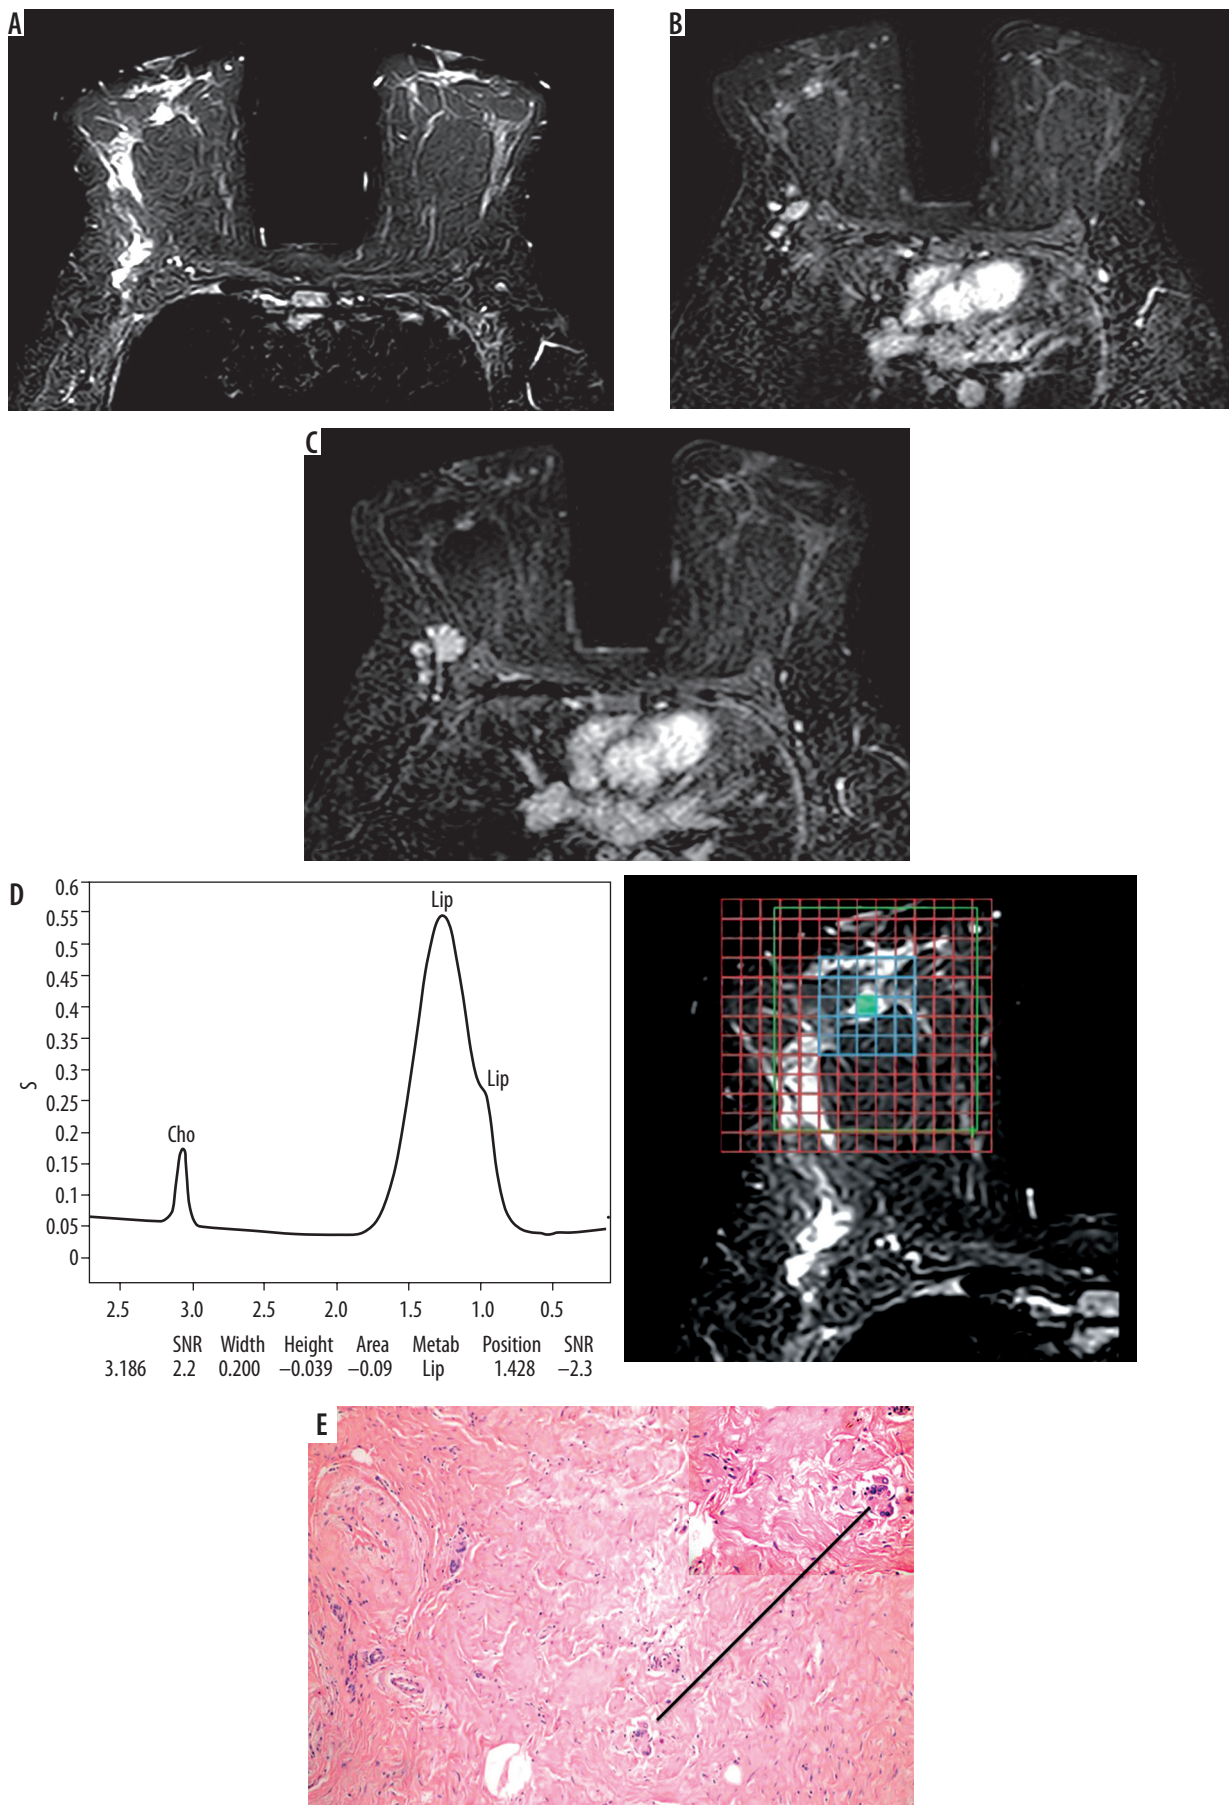 A
B
C
D
0.6
0.55
0.5
0.45
0.4
0.35
0.3
0.25
0.2
0.15
0.1
0.05
0
S
Lip
Lip
Cho
2.5 3.0 2.5 2.0 1.5 1.0 0.5
SNR Width Height Area Metab Position SNR
3.186 2.2 0.200 −0.039 −0.09 Lip 1.428 −2.3
E